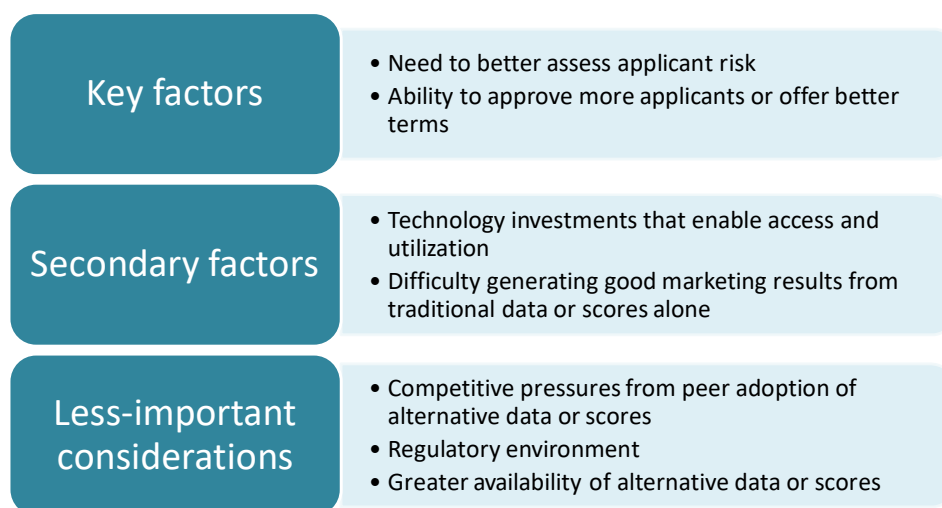 Key factors
• Need to better assess applicant risk
• Ability to approve more applicants or offer better
terms
Secondary factors
• Technology investments that enable access and
utilization
• Difficulty generating good marketing results from
traditional data or scores alone
Less-important
considerations
• Competitive pressures from peer adoption of
alternative data or scores
• Regulatory environment
• Greater availability of alternative data or scores